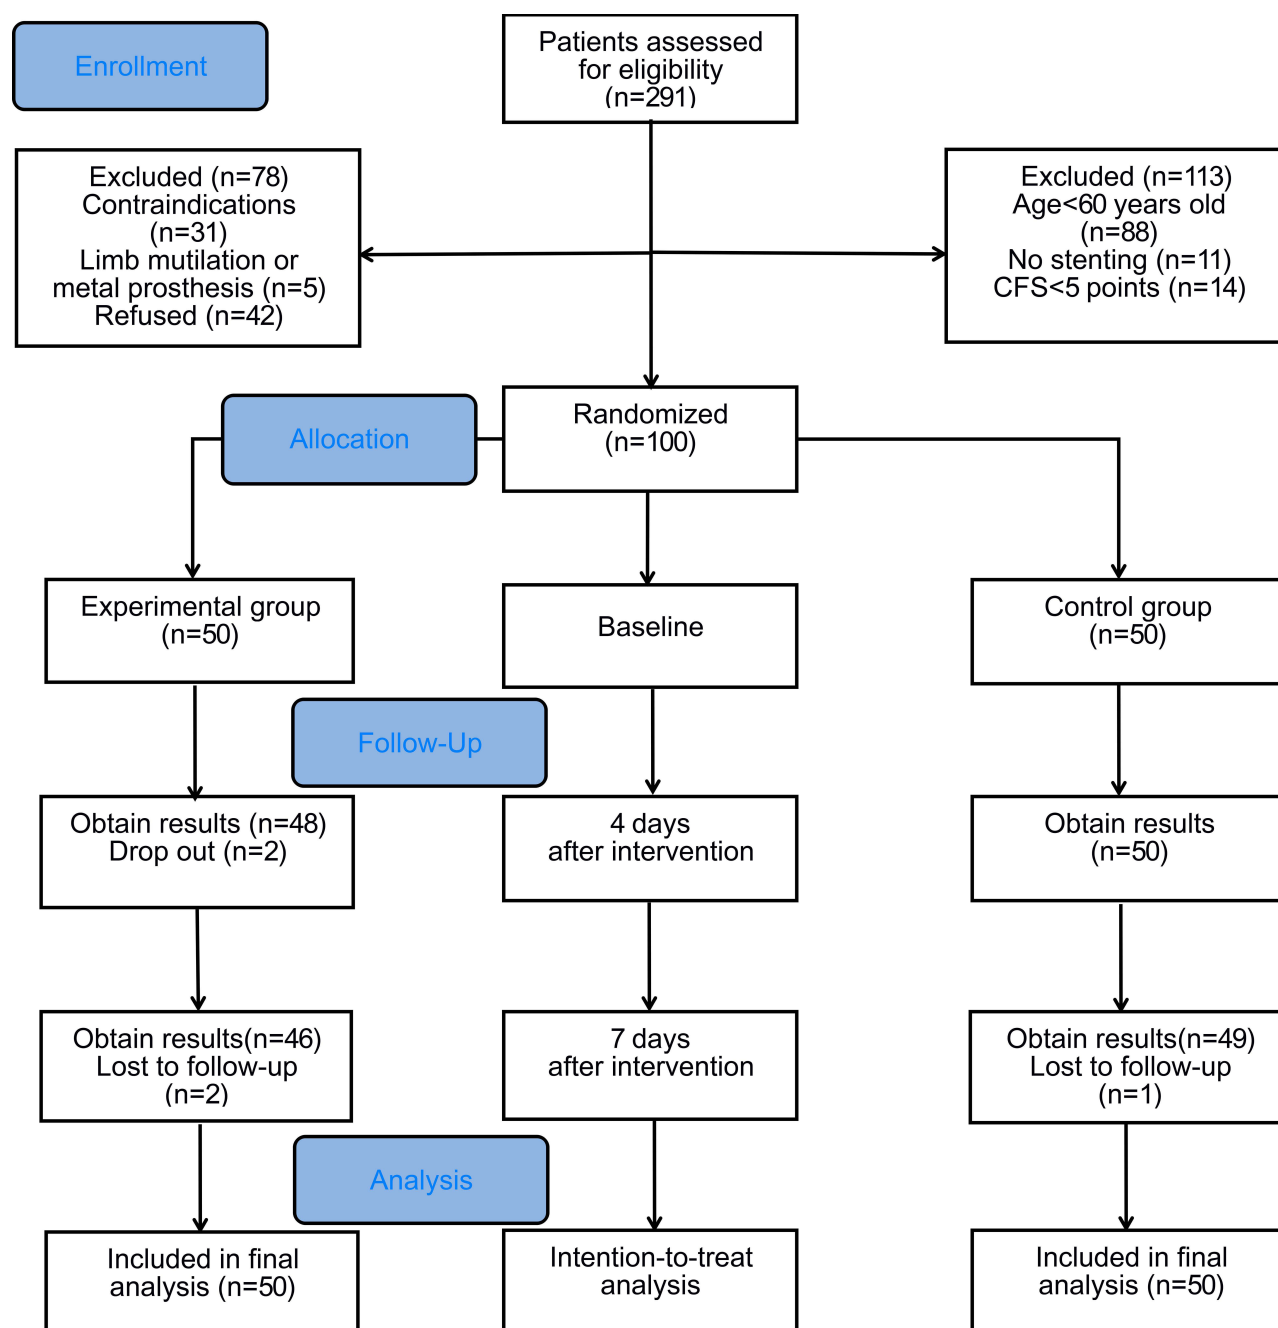 Enrollment
Patients assessed
for eligibility
(n=291)
Excluded (n=78)
Contraindications
(n=31)
Limb mutilation or
metal prosthesis (n=5)
Refused (n=42)
Excluded (n=113)
Age<60 years old
(n=88)
No stenting (n=11)
CFS<5 points (n=14)
Allocation
Randomized
(n=100)
Experimental group
(n=50)
Baseline
Control group
(n=50)
Follow-Up
Obtain results (n=48)
Drop out (n=2)
4 days
after intervention
Obtain results
(n=50)
Obtain results(n=46)
Lost to follow-up
(n=2)
7 days
after intervention
Obtain results(n=49)
Lost to follow-up
(n=1)
Analysis
Included in final
analysis (n=50)
Intention-to-treat
analysis
Included in final
analysis (n=50)